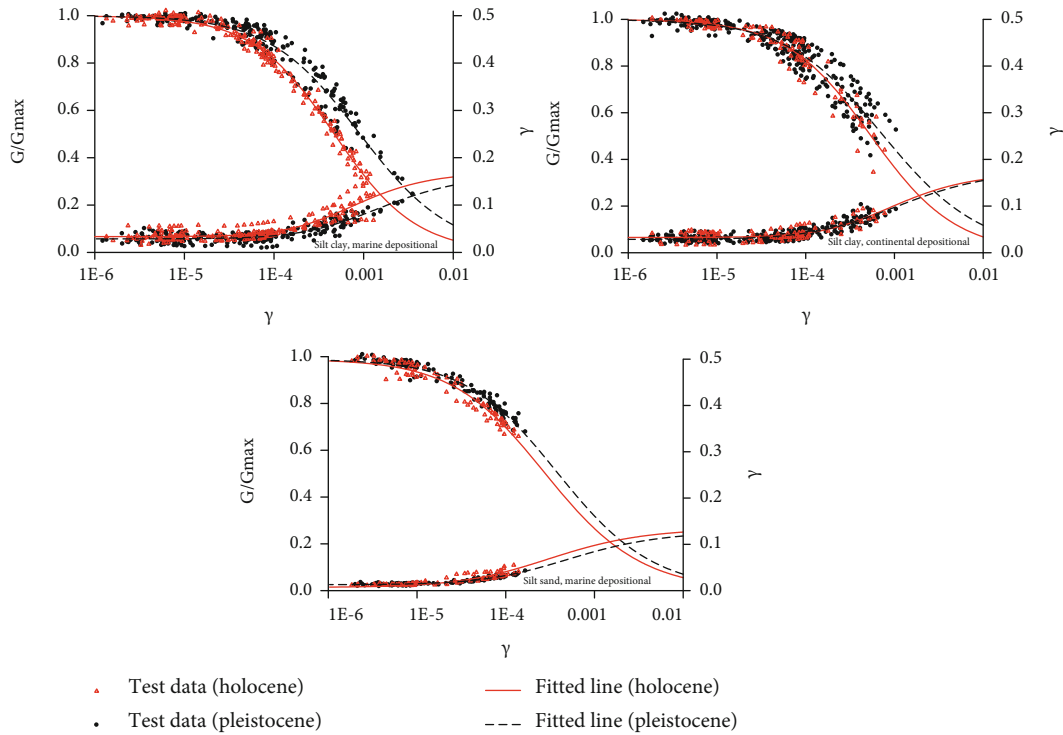 1.0
0.8
0.6
0.4
0.2
0.0
G/Gmax
0.5
0.4
0.3
0.2
0.1
0.0
γ
Silt clay, marine depositional
1E-6 1E-5 1E-4 0.001 0.01
γ
1.0
0.8
0.6
0.4
0.2
0.0
G/Gmax
0.5
0.4
0.3
0.2
0.1
0.0
γ
Silt clay, continental depositional
1E-6 1E-5 1E-4 0.001 0.01
γ
1.0
0.8
0.6
0.4
0.2
0.0
G/Gmax
0.5
0.4
0.3
0.2
0.1
0.0
γ
Silt sand, marine depositional
1E-6 1E-5 1E-4 0.001 0.01
γ
Test data (holocene)
Test data (pleistocene)
Fitted line (holocene)
Fitted line (pleistocene)